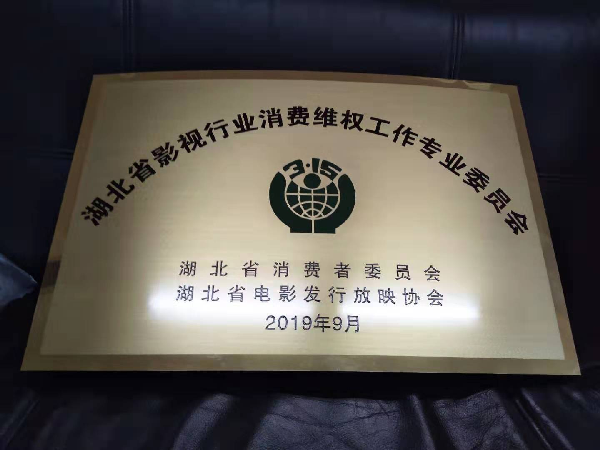 湖北省影视行业消费维权工作专业委员会
3·15
湖北省消费者委员会
湖北省电影发行放映协会
2019年9月